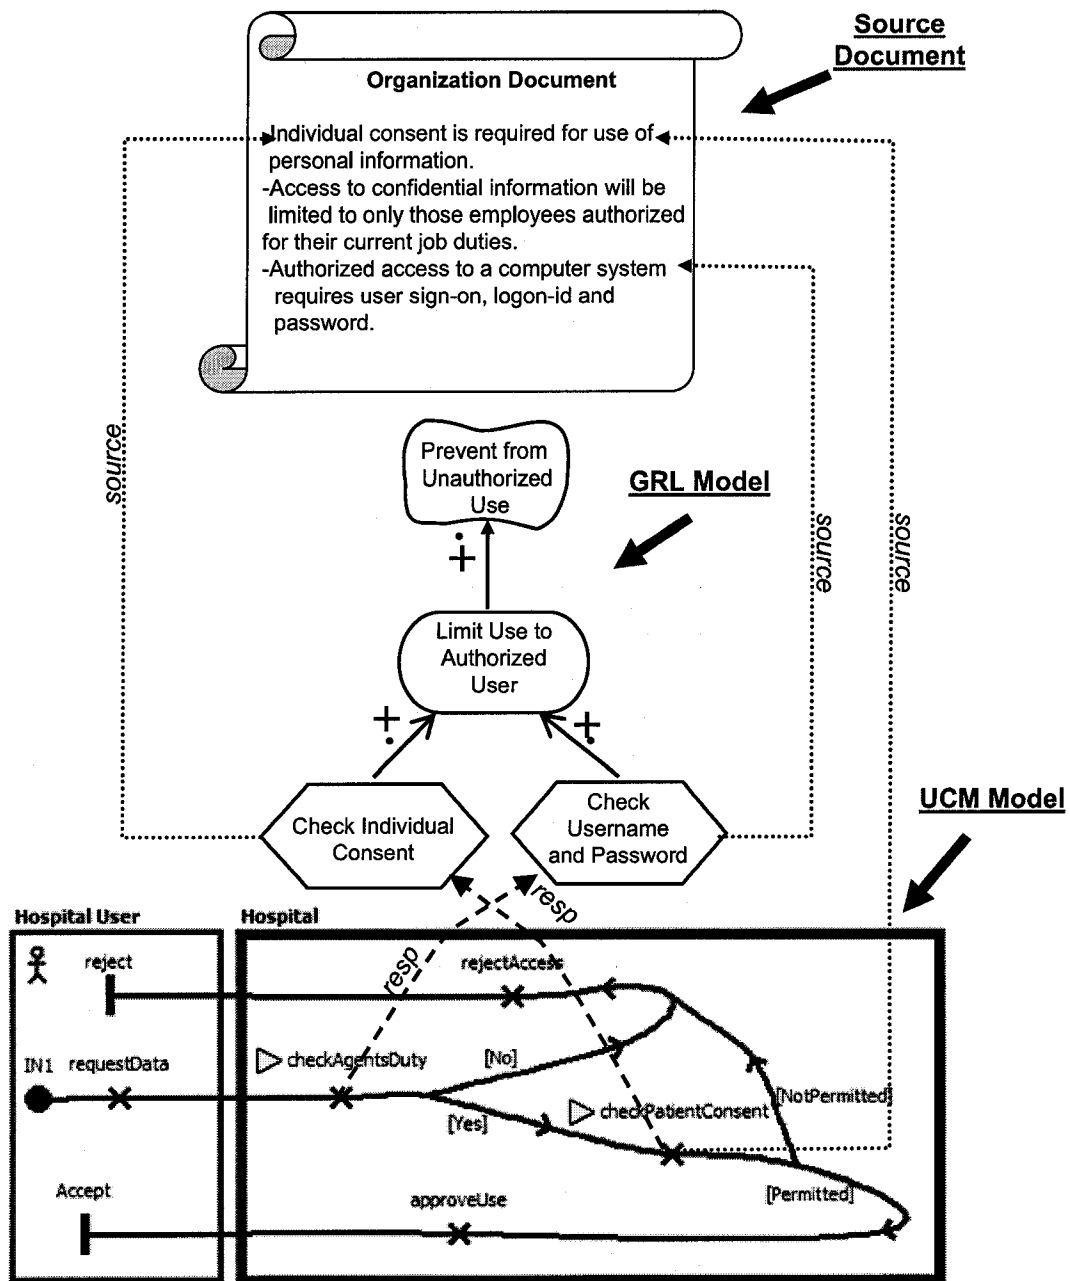 Source
Document
Organization Document
Individual consent is required for use of
personal information.
-Access to confidential information will be
limited to only those employees authorized
for their current job duties.
-Authorized access to a computer system
requires user sign-on, logon-id and
password.
source
source
source
Prevent from
Unauthorized
Use
GRL Model
Limit Use to
Authorized
User
Check Individual
Consent
Check
Username
and Password
UCM Model
resp
resp
Hospital User
Hospital
reject
rejectAccess
IN1
requestData
checkAgentsDuty
[No]
[Yes]
checkPatientConsent
[NotPermitted]
[Permitted]
Accept
approveUse